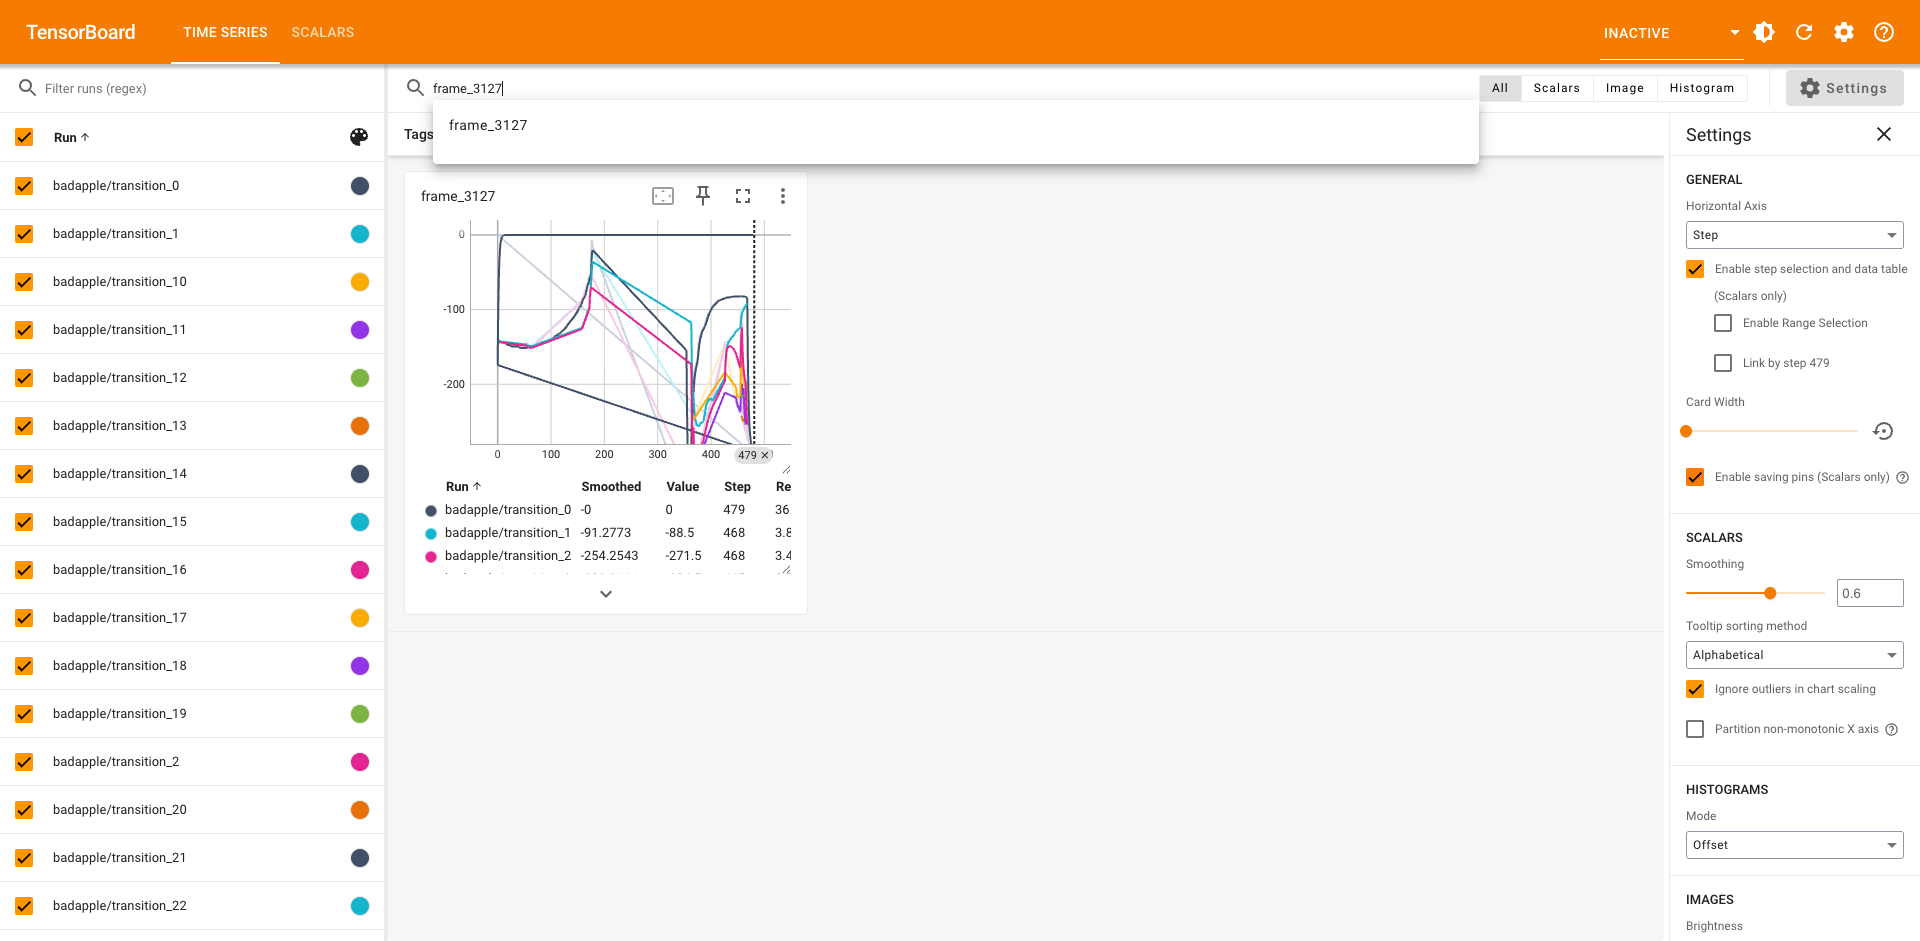 TensorBoard
TIME SERIES
SCALARS
INACTIVE
Filter runs (regex)
frame_3127
All
Scalars
Image
Histogram
Settings
frame_3127
Run
Tags
badapple/transition_0
badapple/transition_1
badapple/transition_10
badapple/transition_11
badapple/transition_12
badapple/transition_13
badapple/transition_14
badapple/transition_15
badapple/transition_16
badapple/transition_17
badapple/transition_18
badapple/transition_19
badapple/transition_2
badapple/transition_20
badapple/transition_21
badapple/transition_22
frame_3127
0
-100
-200
0 100 200 300 400 479
Run Smoothed Value Step Re
badapple/transition_0 -0 0 479 36.
badapple/transition_1 -91.2773 -88.5 468 3.8
badapple/transition_2 -254.2543 -271.5 468 3.4
Settings
GENERAL
Horizontal Axis
Step
Enable step selection and data table
(Scalars only)
Enable Range Selection
Link by step 479
Card Width
Enable saving pins (Scalars only)
SCALARS
Smoothing
0.6
Tooltip sorting method
Alphabetical
Ignore outliers in chart scaling
Partition non-monotonic X axis
HISTOGRAMS
Mode
Offset
IMAGES
Brightness